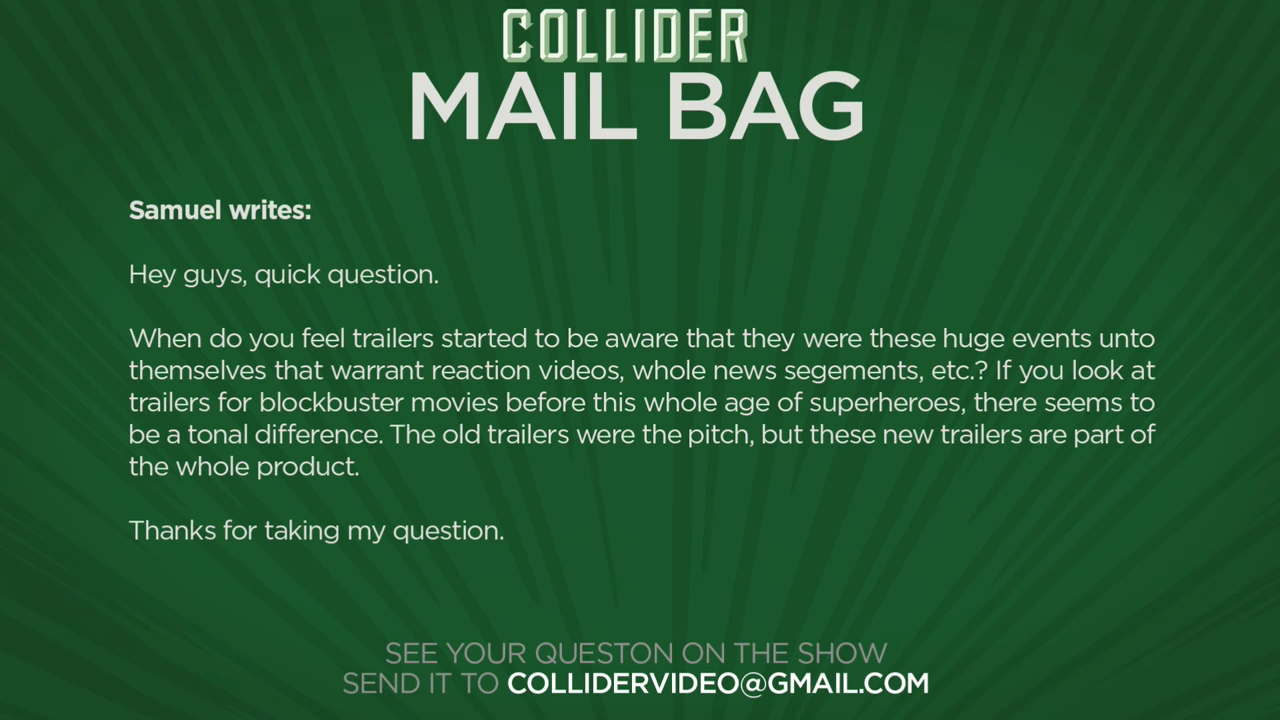 COLLIDER
MAIL BAG
Samuel writes:
Hey guys, quick question.
When do you feel trailers started to be aware that they were these huge events unto
themselves that warrant reaction videos, whole news segements, etc.? If you look at
trailers for blockbuster movies before this whole age of superheroes, there seems to
be a tonal difference. The old trailers were the pitch, but these new trailers are part of
the whole product.
Thanks for taking my question.
SEE YOUR QUESTON ON THE SHOW
SEND IT TO COLLIDERVIDEO@GMAIL.COM